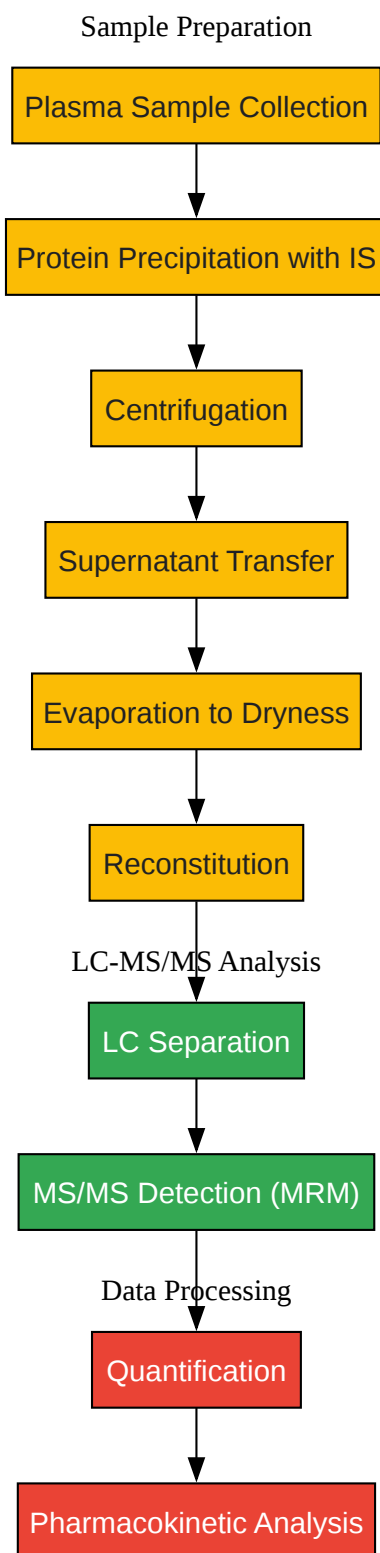 Sample Preparation
Plasma Sample Collection
Protein Precipitation with IS
Centrifugation
Supernatant Transfer
Evaporation to Dryness
Reconstitution
LC-MS/MS Analysis
LC Separation
MS/MS Detection (MRM)
Data Processing
Quantification
Pharmacokinetic Analysis